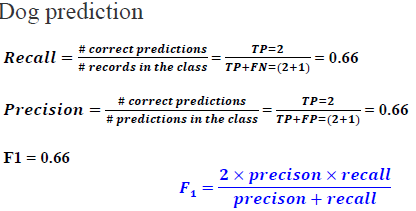 Dog prediction
Recall = # correct predictions / # records in the class = TP=2 / TP+FN=(2+1) = 0.66
Precision = # correct predictions / # predictions in the class = TP=2 / TP+FP=(2+1) = 0.66
F1 = 0.66
F₁ = 2 × precison × recall / precison + recall